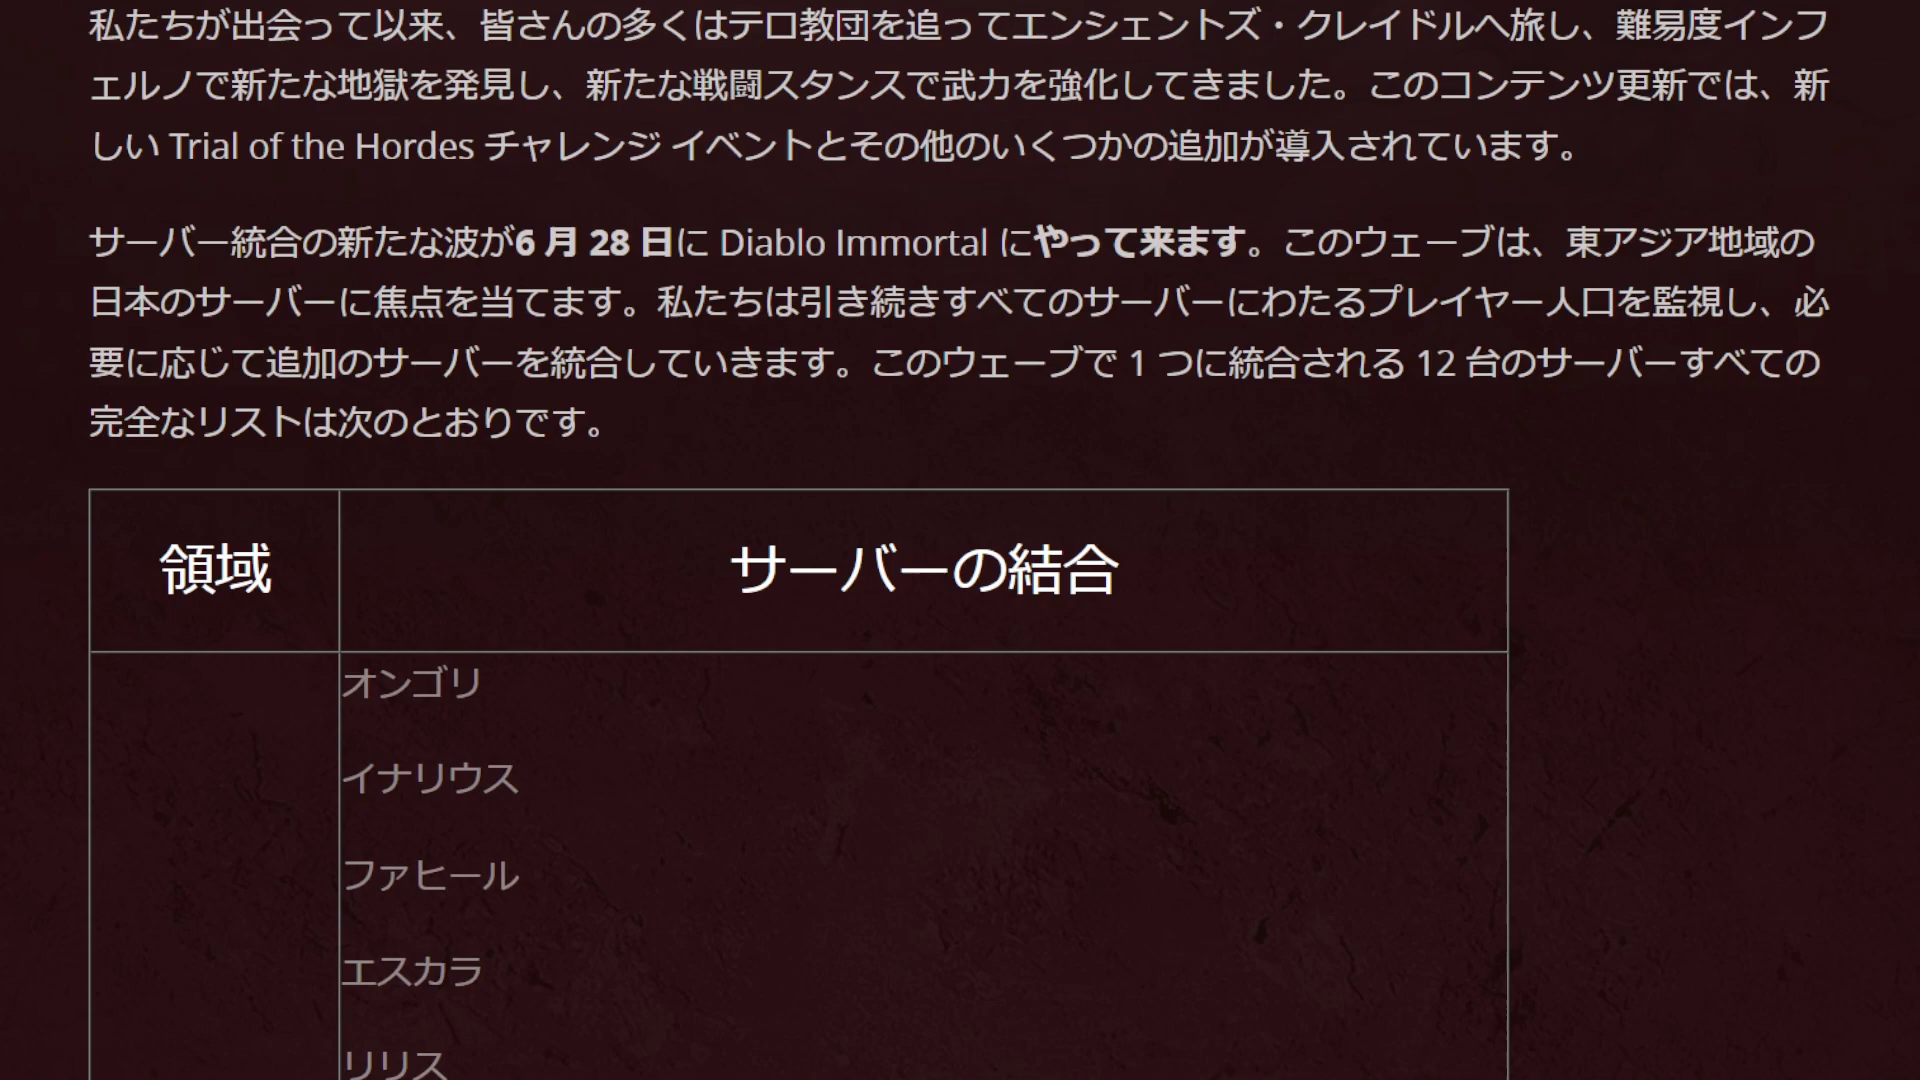 私たちが出会って以来、皆さんの多くはテロ教団を追ってエンシェントズ・クレイドルへ旅し、難易度インフ
ェルノで新たな地獄を発見し、新たな戦闘スタンスで武力を強化してきました。このコンテンツ更新では、新
しい Trial of the Hordes チャレンジ イベントとその他のいくつかの追加が導入されています。
サーバー統合の新たな波が6 月 28 日に Diablo Immortal にやって来ます。このウェーブは、東アジア地域の
日本のサーバーに焦点を当てます。私たちは引き続きすべてのサーバーにわたるプレイヤー人口を監視し、必
要に応じて追加のサーバーを統合していきます。このウェーブで 1 つに統合される 12 台のサーバーすべての
完全なリストは次のとおりです。
領域
サーバーの結合
オンゴリ
イナリウス
ファヒール
エスカラ
リリス